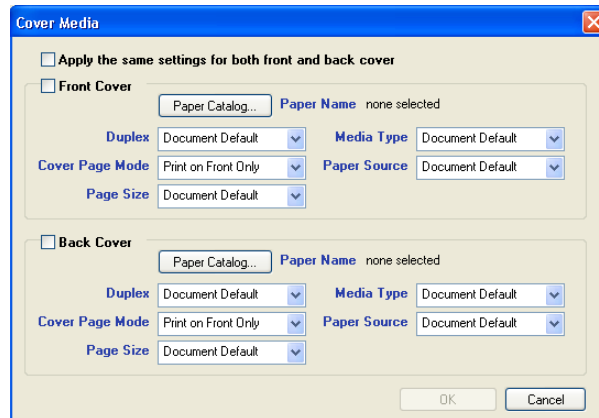 Cover Media
Apply the same settings for both front and back cover
Front Cover
Paper Catalog... Paper Name none selected
Duplex Document Default Media Type Document Default
Cover Page Mode Print on Front Only Paper Source Document Default
Page Size Document Default
Back Cover
Paper Catalog... Paper Name none selected
Duplex Document Default Media Type Document Default
Cover Page Mode Print on Front Only Paper Source Document Default
Page Size Document Default
OK Cancel